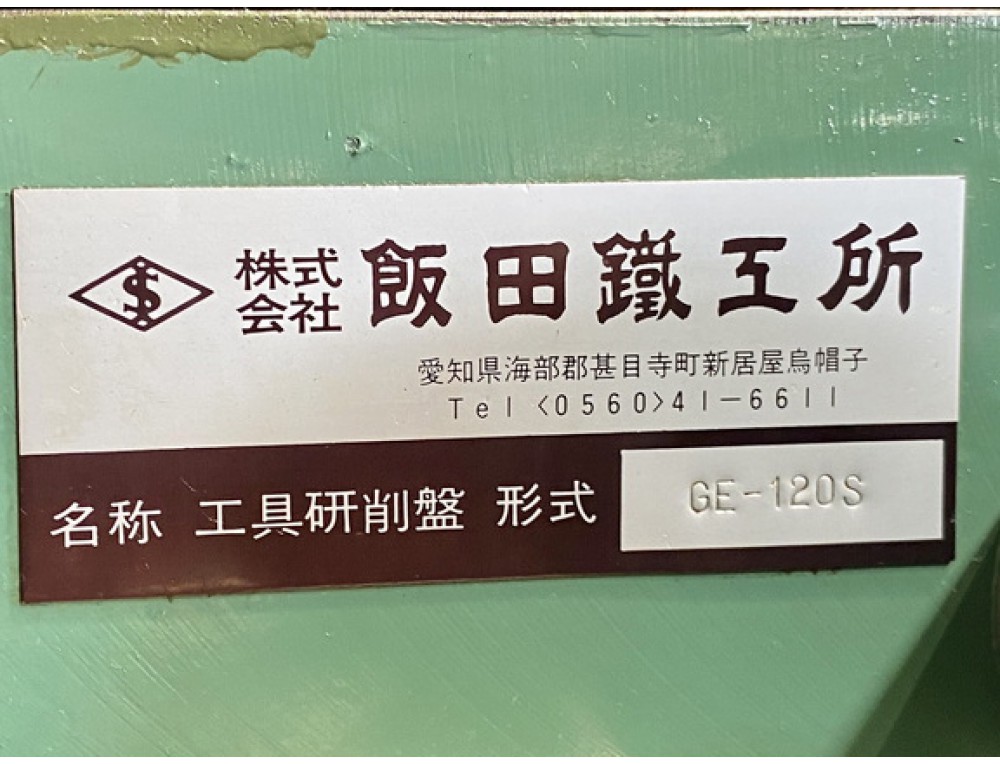 株式会社 飯田鐵工所
愛知県海部郡甚目寺町新居屋烏帽子
Tel <0560>41-6611
名称 工具研削盤 形式 GE-120S